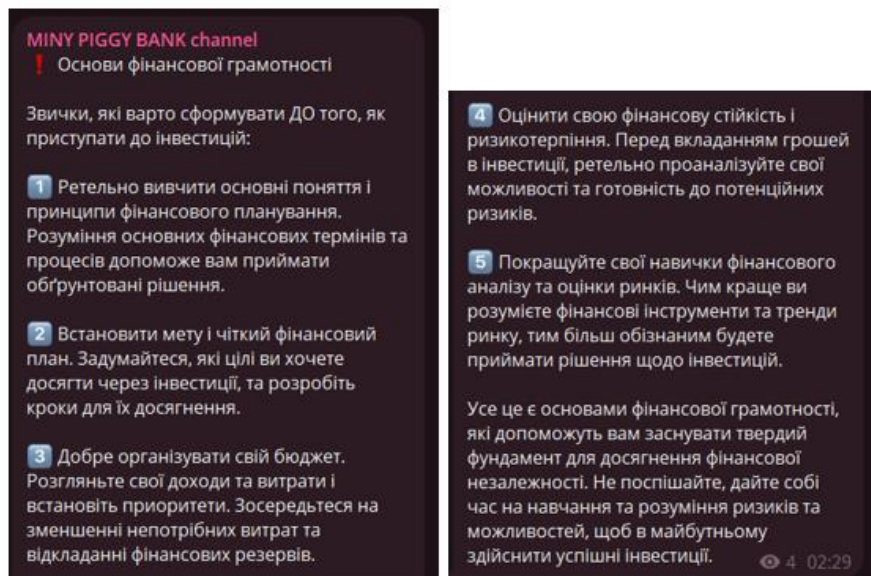 MINY PIGGY BANK channel
❗ Основи фінансової грамотності
Звички, які варто сформувати ДО того, як
приступати до інвестицій:
1️⃣ Ретельно вивчити основні поняття і
принципи фінансового планування.
Розуміння основних фінансових термінів та
процесів допоможе вам приймати
обґрунтовані рішення.
2️⃣ Встановити мету і чіткий фінансовий
план. Задумайтеся, які цілі ви хочете
досягти через інвестиції, та розробіть
кроки для їх досягнення.
3️⃣ Добре організувати свій бюджет.
Розгляньте свої доходи та витрати і
встановіть приоритети. Зосередьтеся на
зменшенні непотрібних витрат та
відкладанні фінансових резервів.
4️⃣ Оцінити свою фінансову стійкість і
ризикотерпіння. Перед вкладанням грошей
в інвестиції, ретельно проаналізуйте свої
можливості та готовність до потенційних
ризиків.
5️⃣ Покращуйте свої навички фінансового
аналізу та оцінки ринків. Чим краще ви
розумієте фінансові інструменти та тренди
ринку, тим більш обізнаним будете
приймати рішення щодо інвестицій.
Усе це є основами фінансової грамотності,
які допоможуть вам заснувати твердий
фундамент для досягнення фінансової
незалежності. Не поспішайте, дайте собі
час на навчання та розуміння ризиків та
можливостей, щоб в майбутньому
здійснити успішні інвестиції. 4 02:29